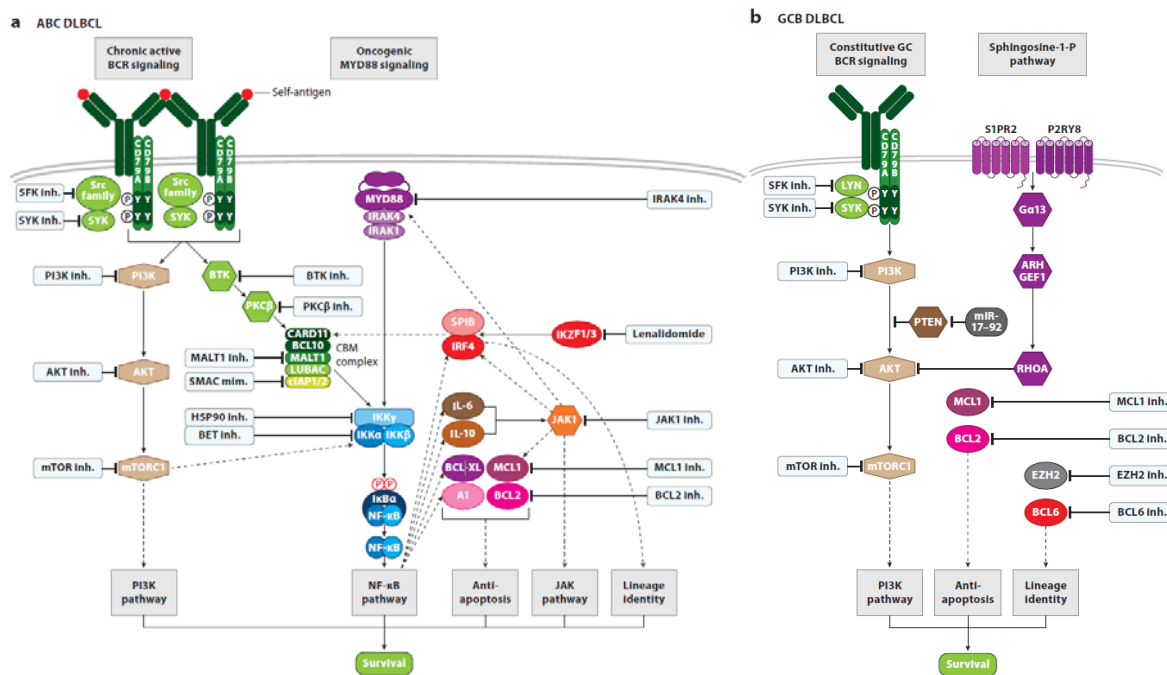 a ABC DLBCL
Chronic active
BCR signaling
Oncogenic
MYD88 signaling
Self-antigen
CD79A
CD79B
CD79A
CD79B
SFK inh.
Src
family
Src
family
SYK inh.
SYK
SYK
P
P
P
P
Y Y
Y Y
Y Y
Y Y
MYD88
IRAK4
IRAK1
IRAK4 inh.
PI3K inh.
PI3K
BTK
BTK inh.
PKCβ
PKCβ inh.
CARD11
BCL10
MALT1
LUBAC
cIAP1/2
CBM
complex
MALT1 inh.
SMAC mim.
SPIB
IRF4
IKZF1/3
Lenalidomide
AKT inh.
AKT
HSP90 inh.
BET inh.
IKKγ
IKKα
IKKβ
IL-6
IL-10
JAK1
JAK1 inh.
mTOR inh.
mTORC1
BCL-XL
MCL1
MCL1 inh.
A1
BCL2
BCL2 inh.
P P
IκBα
NF-κB
NF-κB
PI3K
pathway
NF-κB
pathway
Anti-
apoptosis
JAK
pathway
Lineage
identity
Survival
b GCB DLBCL
Constitutive GC
BCR signaling
Sphingosine-1-P
pathway
CD79A
CD79B
S1PR2
P2RY8
SFK inh.
LYN
SYK inh.
SYK
P
P
Y Y
Y Y
Gα13
PI3K inh.
PI3K
ARH
GEF1
PTEN
miR-
17–92
AKT inh.
AKT
RHOA
MCL1
MCL1 inh.
BCL2
BCL2 inh.
mTOR inh.
mTORC1
EZH2
EZH2 inh.
BCL6
BCL6 inh.
PI3K
pathway
Anti-
apoptosis
Lineage
identity
Survival